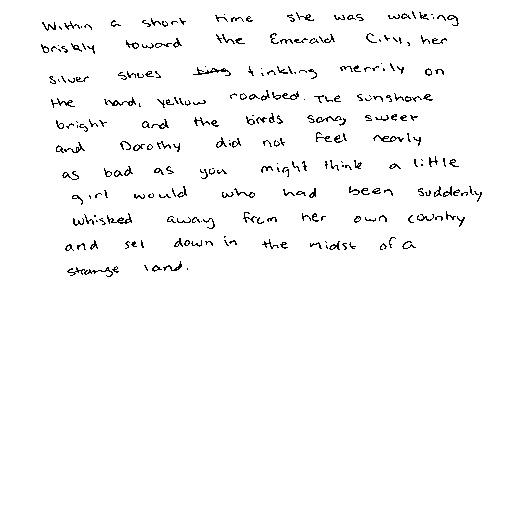 Within a short time she was walking
briskly toward the Emerald City, her
silver shoes tinkling merrily on
the hard, yellow roadbed. The sunshone
bright and the birds sang sweet
and Dorothy did not feel nearly
as bad as you might think a little
girl would who had been suddenly
whisked away from her own country
and set down in the midst of a
strange land.